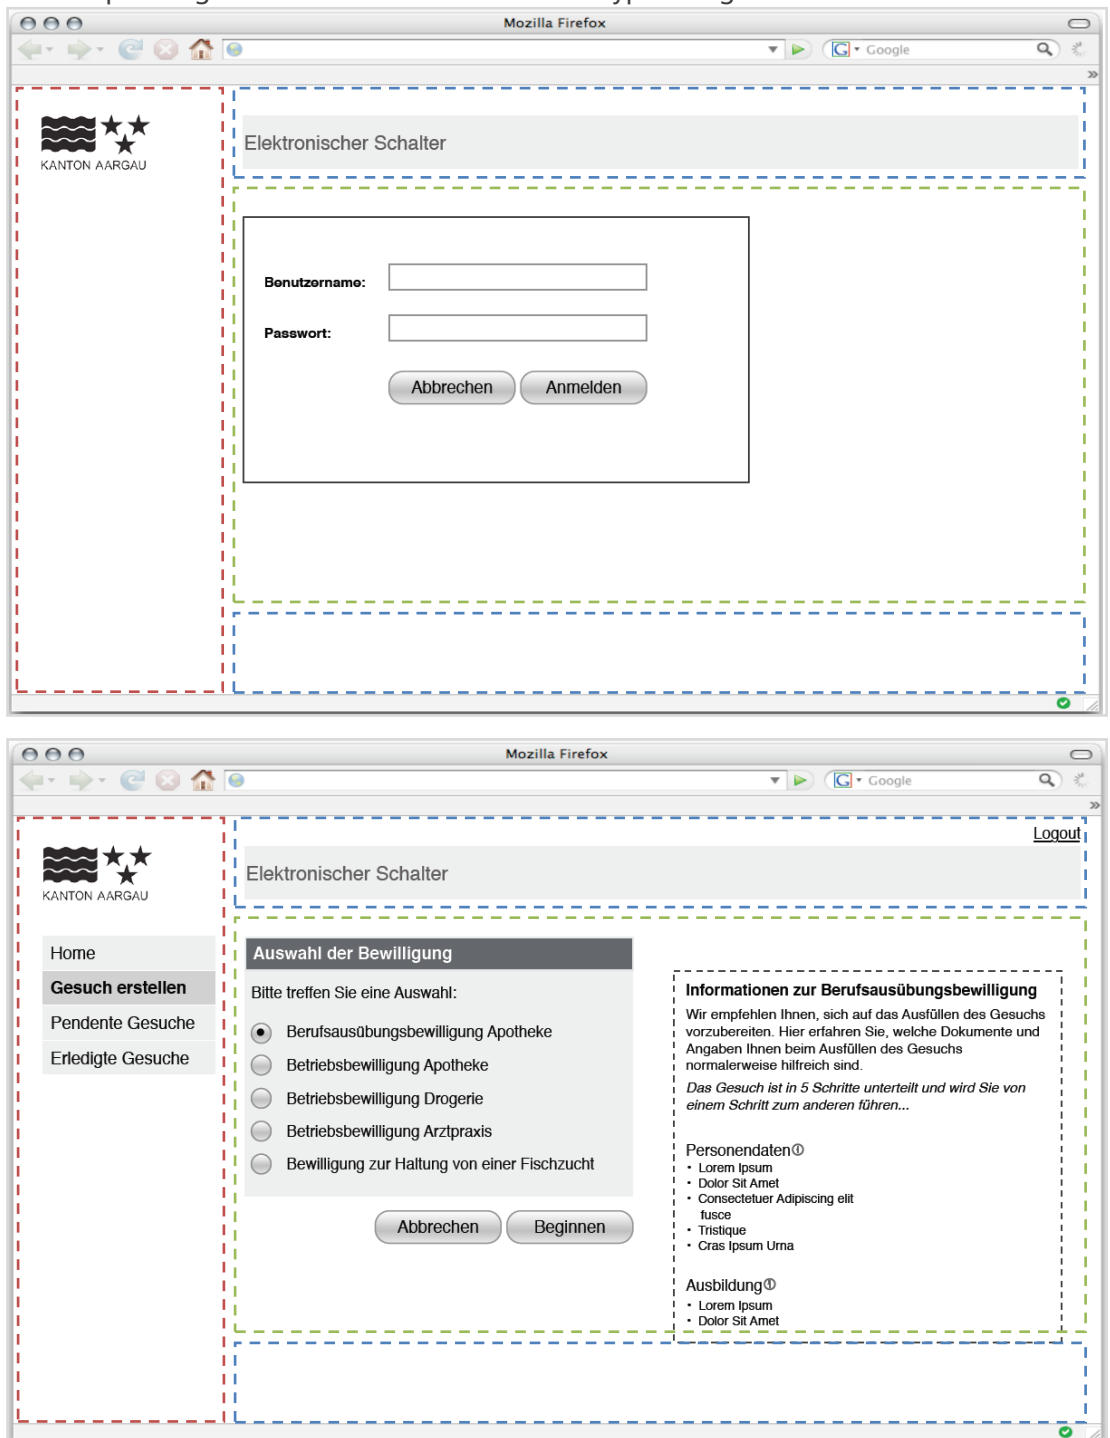 Mozilla Firefox
Google
KANTON AARGAU
Elektronischer Schalter
Benutzername:
Passwort:
Abbrechen Anmelden
Mozilla Firefox
Google
Logout
KANTON AARGAU
Elektronischer Schalter
Home
Gesuch erstellen
Pendente Gesuche
Erledigte Gesuche
Auswahl der Bewilligung
Bitte treffen Sie eine Auswahl:
Berufsausübungsbewilligung Apotheke
Betriebsbewilligung Apotheke
Betriebsbewilligung Drogerie
Betriebsbewilligung Arztpraxis
Bewilligung zur Haltung von einer Fischzucht
Abbrechen Beginnen
Informationen zur Berufsausübungsbewilligung
Wir empfehlen Ihnen, sich auf das Ausfüllen des Gesuchs
vorzubereiten. Hier erfahren Sie, welche Dokumente und
Angaben Ihnen beim Ausfüllen des Gesuchs
normalerweise hilfreich sind.
Das Gesuch ist in 5 Schritte unterteilt und wird Sie von
einem Schritt zum anderen führen...
Personendaten
• Lorem Ipsum
• Dolor Sit Amet
• Consectetuer Adipiscing elit
fusce
• Tristique
• Cras Ipsum Urna
Ausbildung
• Lorem Ipsum
• Dolor Sit Amet